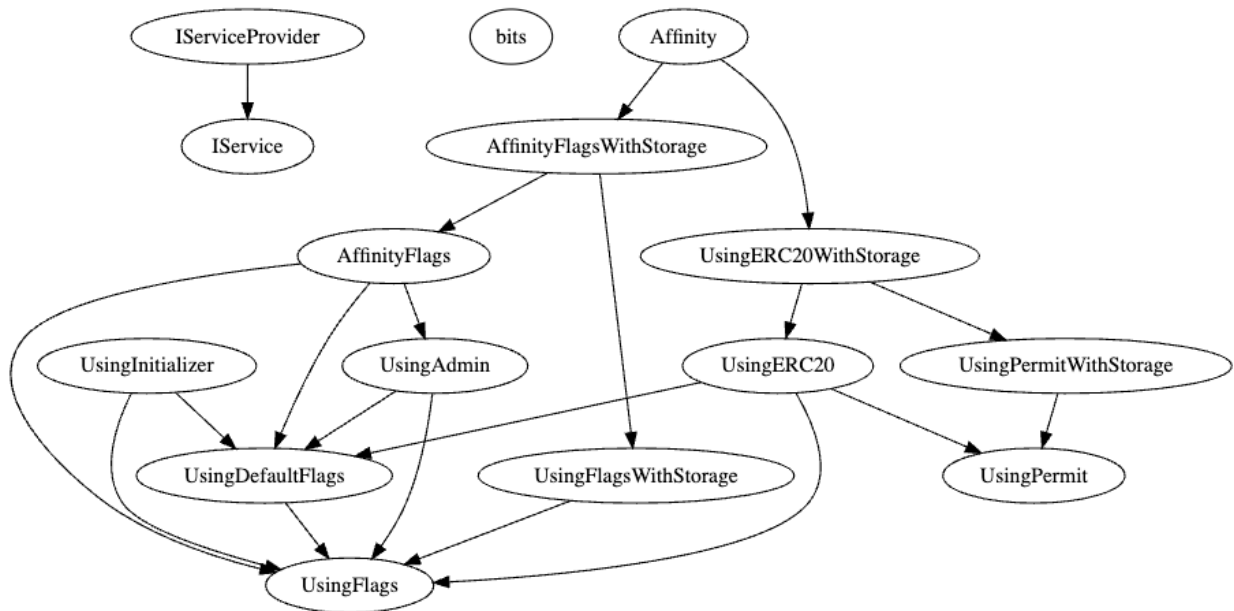 IServiceProvider
bits
Affinity
IService
AffinityFlagsWithStorage
AffinityFlags
UsingERC20WithStorage
UsingInitializer
UsingAdmin
UsingERC20
UsingPermitWithStorage
UsingDefaultFlags
UsingFlagsWithStorage
UsingPermit
UsingFlags